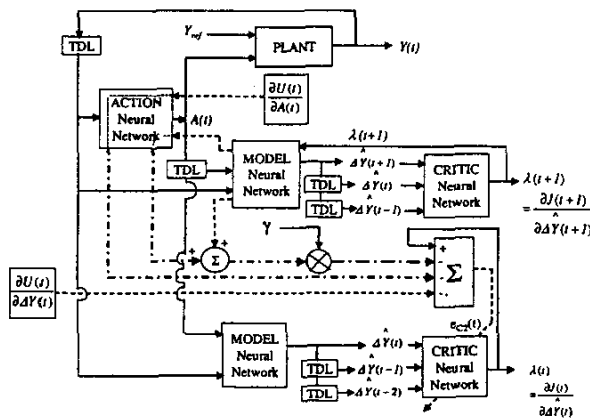 Y_ref
PLANT
Y(t)
TDL
ACTION
Neural
Network
A(t)
∂U(t)
∂A(t)
λ(t+1)
TDL
MODEL
Neural
Network
ΔŶ(t+1)
TDL
ΔŶ(t)
TDL
ΔŶ(t-1)
CRITIC
Neural
Network
λ(t+1)
= ∂J(t+1)
∂ΔŶ(t+1)
+
+
Σ
γ
+
-
-
-
Σ
∂U(t)
∂ΔY(t)
e_C2(t)
MODEL
Neural
Network
ΔŶ(t)
TDL
ΔŶ(t-1)
TDL
ΔŶ(t-2)
CRITIC
Neural
Network
λ(t)
= ∂J(t)
∂ΔŶ(t)